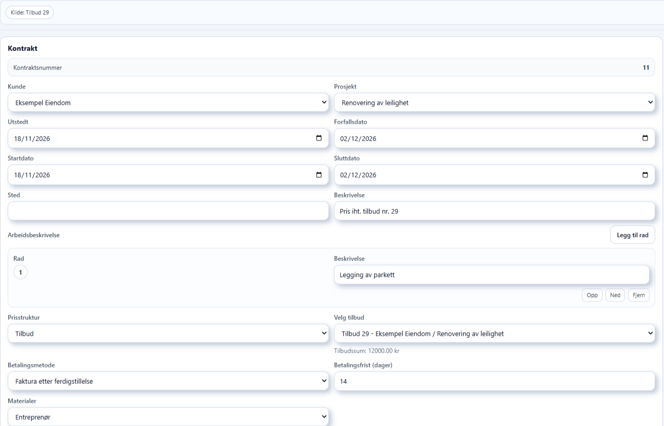 Kilde: Tilbud 29
Kontrakt
Kontraktsnummer 11
Kunde Prosjekt
Eksempel Eiendom Renovering av leilighet
Utstedt Forfallsdato
18/11/2026 02/12/2026
Startdato Sluttdato
18/11/2026 02/12/2026
Sted Beskrivelse
Pris iht. tilbud nr. 29
Arbeidsbeskrivelse Legg til rad
Rad Beskrivelse
1 Legging av parkett
Opp Ned Fjern
Prisstruktur Velg tilbud
Tilbud Tilbud 29 - Eksempel Eiendom / Renovering av leilighet
Tilbudssum: 12000.00 kr
Betalingsmetode Betalingsfrist (dager)
Faktura etter ferdigstillelse 14
Materialer
Entreprenør